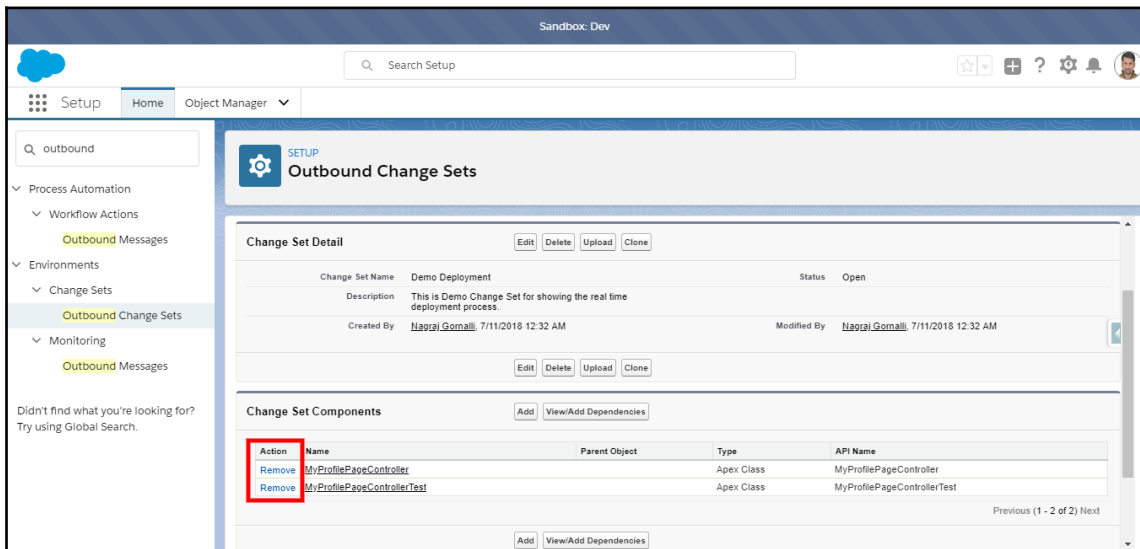 Sandbox: Dev
Search Setup
Setup Home Object Manager
outbound
Process Automation
Workflow Actions
Outbound Messages
Environments
Change Sets
Outbound Change Sets
Monitoring
Outbound Messages
Didn't find what you're looking for?
Try using Global Search.
SETUP
Outbound Change Sets
Change Set Detail Edit Delete Upload Clone
Change Set Name Demo Deployment Status Open
Description This is Demo Change Set for showing the real time
deployment process.
Created By Nagraj Gornalli, 7/11/2018 12:32 AM Modified By Nagraj Gornalli, 7/11/2018 12:32 AM
Edit Delete Upload Clone
Change Set Components Add View/Add Dependencies
Action Name Parent Object Type API Name
Remove MyProfilePageController Apex Class MyProfilePageController
Remove MyProfilePageControllerTest Apex Class MyProfilePageControllerTest
Previous (1 - 2 of 2) Next
Add View/Add Dependencies